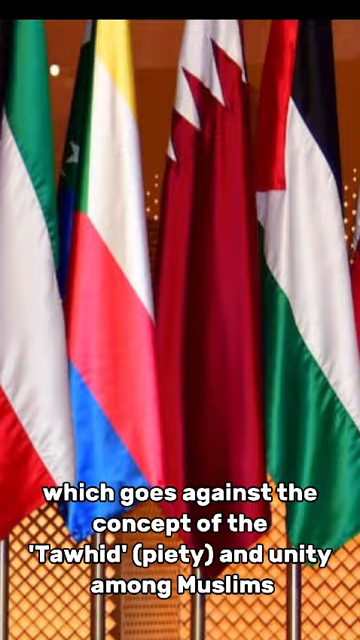 which goes against the
concept of the
'Tawhid' (piety) and unity
among Muslims